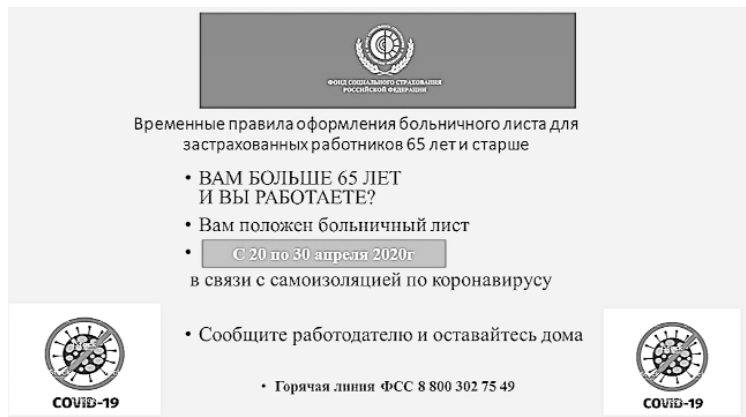 ФОНД СОЦИАЛЬНОГО СТРАХОВАНИЯ
РОССИЙСКОЙ ФЕДЕРАЦИИ
Временные правила оформления больничного листа для
застрахованных работников 65 лет и старше
• ВАМ БОЛЬШЕ 65 ЛЕТ
И ВЫ РАБОТАЕТЕ?
• Вам положен больничный лист
• С 20 по 30 апреля 2020г
в связи с самоизоляцией по коронавирусу
• Сообщите работодателю и оставайтесь дома
• Горячая линия ФСС 8 800 302 75 49
COVID-19
COVID-19